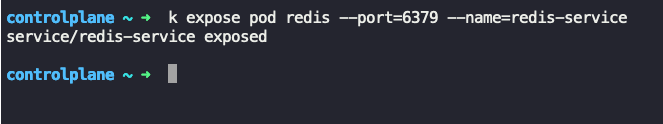 controlplane ~ ➜  k expose pod redis --port=6379 --name=redis-service
service/redis-service exposed
controlplane ~ ➜